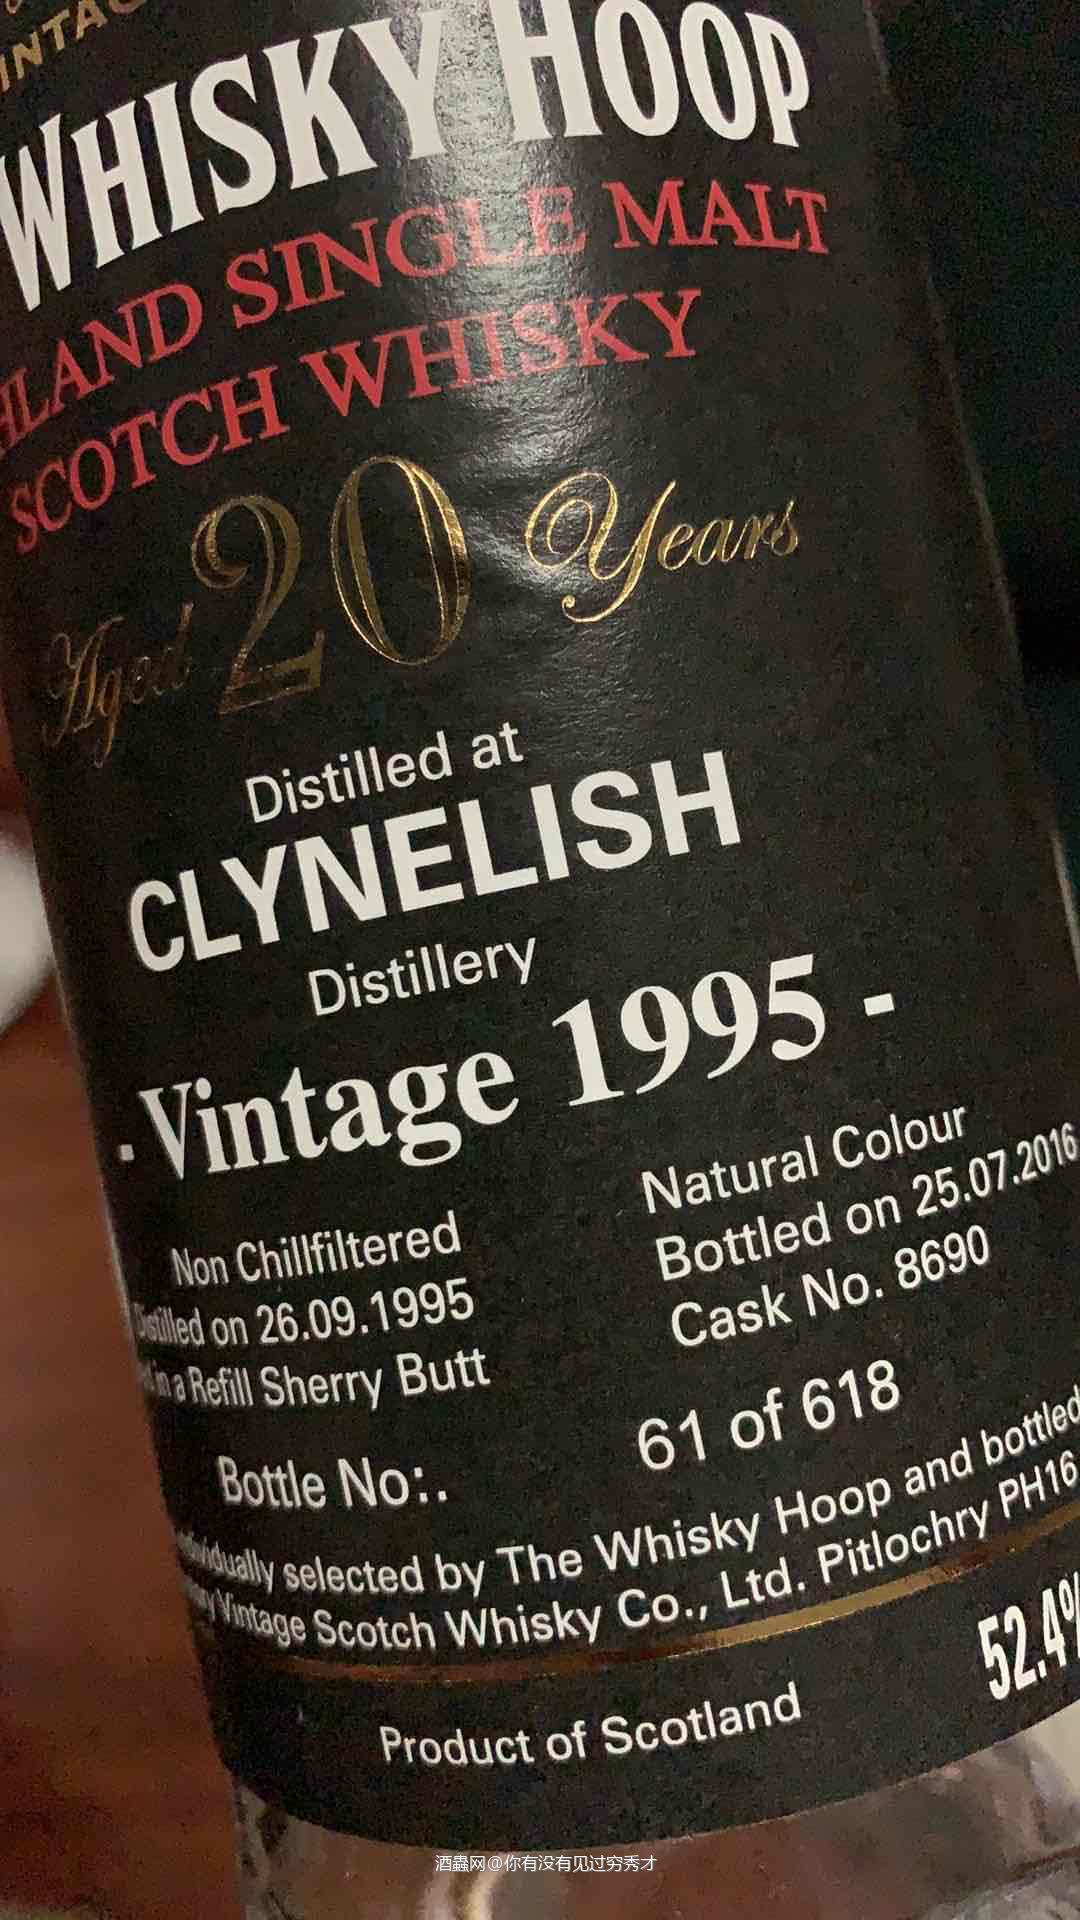 VINTAG
WHISKY HOOP
HLAND SINGLE MALT
SCOTCH WHISKY
Aged 20 Years
Distilled at
CLYNELISH
Distillery
- Vintage 1995 -
Non Chillfiltered
Natural Colour
Distilled on 26.09.1995
Bottled on 25.07.2016
in a Refill Sherry Butt
Cask No. 8690
Bottle No:.
61 of 618
vidually selected by The Whisky Hoop and bottled
Vintage Scotch Whisky Co., Ltd. Pitlochry PH16
52.4%
Product of Scotland
酒蟲网@你有没有见过穷秀才